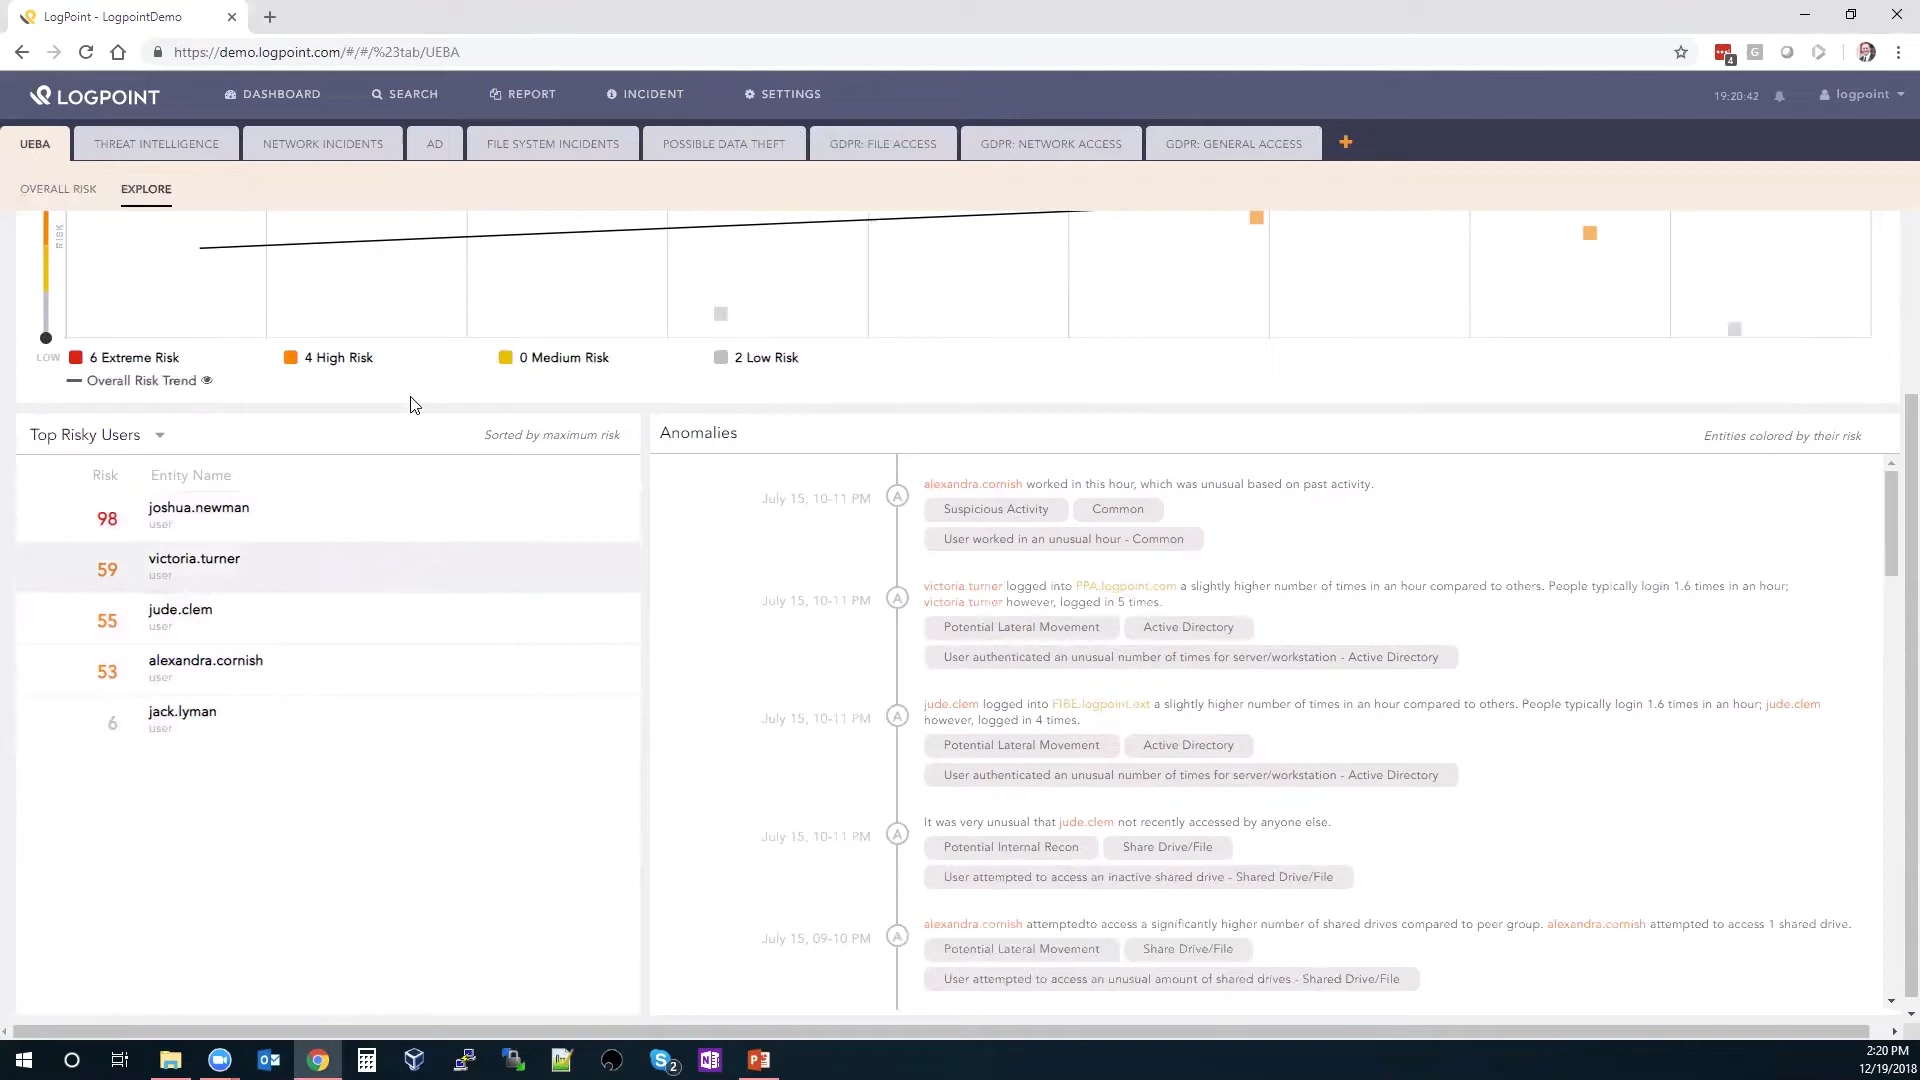 LogPoint - LogpointDemo
https://demo.logpoint.com/#/#/%23tab/UEBA
4
G
LOGPOINT
DASHBOARD
SEARCH
REPORT
INCIDENT
SETTINGS
19:20:42
logpoint
UEBA
THREAT INTELLIGENCE
NETWORK INCIDENTS
AD
FILE SYSTEM INCIDENTS
POSSIBLE DATA THEFT
GDPR: FILE ACCESS
GDPR: NETWORK ACCESS
GDPR: GENERAL ACCESS
OVERALL RISK
EXPLORE
RISK
LOW
6 Extreme Risk
4 High Risk
0 Medium Risk
2 Low Risk
Overall Risk Trend
Top Risky Users
Sorted by maximum risk
Risk Entity Name
98 joshua.newman
user
59 victoria.turner
user
55 jude.clem
user
53 alexandra.cornish
user
6 jack.lyman
user
Anomalies
Entities colored by their risk
July 15, 10-11 PM
A
alexandra.cornish worked in this hour, which was unusual based on past activity.
Suspicious Activity Common
User worked in an unusual hour - Common
July 15, 10-11 PM
A
victoria.turner logged into PPA.logpoint.com a slightly higher number of times in an hour compared to others. People typically login 1.6 times in an hour;
victoria.turner however, logged in 5 times.
Potential Lateral Movement Active Directory
User authenticated an unusual number of times for server/workstation - Active Directory
July 15, 10-11 PM
A
jude.clem logged into FIBE.logpoint.ext a slightly higher number of times in an hour compared to others. People typically login 1.6 times in an hour; jude.clem
however, logged in 4 times.
Potential Lateral Movement Active Directory
User authenticated an unusual number of times for server/workstation - Active Directory
July 15, 10-11 PM
A
It was very unusual that jude.clem not recently accessed by anyone else.
Potential Internal Recon Share Drive/File
User attempted to access an inactive shared drive - Shared Drive/File
July 15, 09-10 PM
A
alexandra.cornish attemptedto access a significantly higher number of shared drives compared to peer group. alexandra.cornish attempted to access 1 shared drive.
Potential Lateral Movement Share Drive/File
User attempted to access an unusual amount of shared drives - Shared Drive/File
2
2:20 PM
12/19/2018